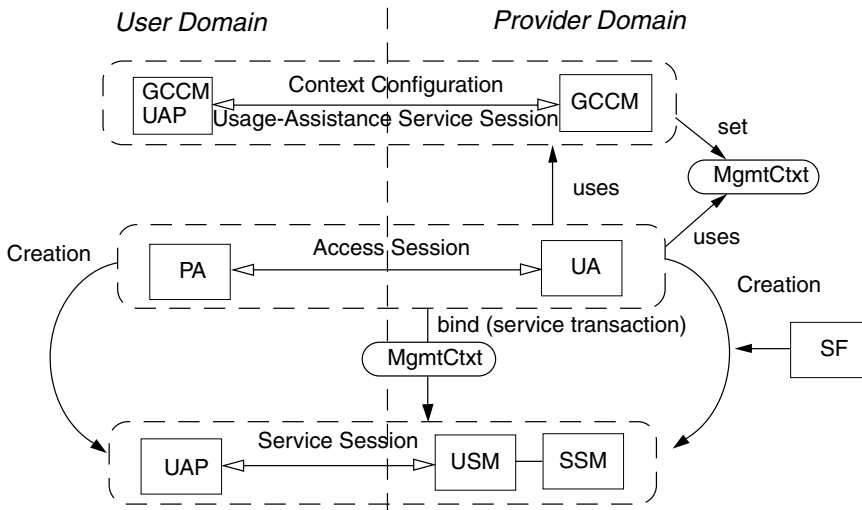 User Domain
Provider Domain
GCCM
UAP
Context Configuration
Usage-Assistance Service Session
GCCM
set
MgmtCtxt
uses
uses
Creation
PA
Access Session
UA
Creation
bind (service transaction)
MgmtCtxt
SF
UAP
Service Session
USM
SSM